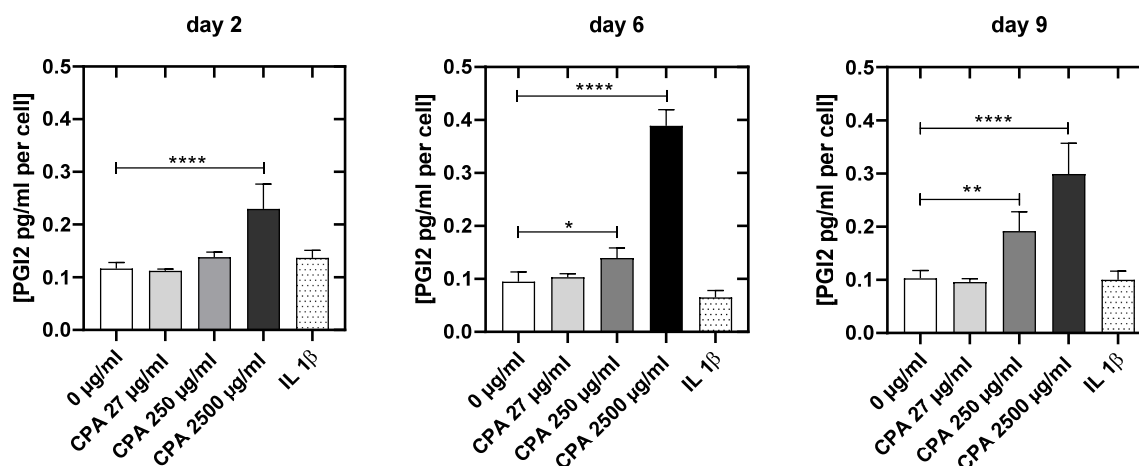 day 2
[PGI2 pg/ml per cell]
0.5
0.4
0.3
0.2
0.1
0.0
****
0 µg/ml
CPA 27 µg/ml
CPA 250 µg/ml
CPA 2500 µg/ml
IL 1β
day 6
[PGI2 pg/ml per cell]
0.5
0.4
0.3
0.2
0.1
0.0
****
*
0 µg/ml
CPA 27 µg/ml
CPA 250 µg/ml
CPA 2500 µg/ml
IL 1β
day 9
[PGI2 pg/ml per cell]
0.5
0.4
0.3
0.2
0.1
0.0
****
**
0 µg/ml
CPA 27 µg/ml
CPA 250 µg/ml
CPA 2500 µg/ml
IL 1β